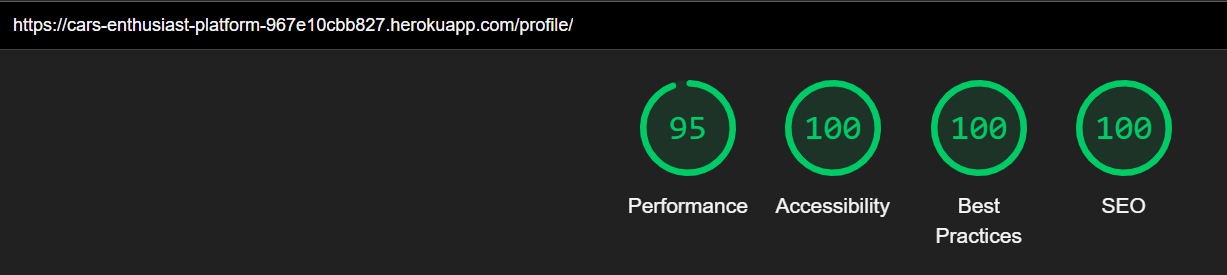 https://cars-enthusiast-platform-967e10cbb827.herokuapp.com/profile/
95 100 100 100
Performance Accessibility Best Practices SEO